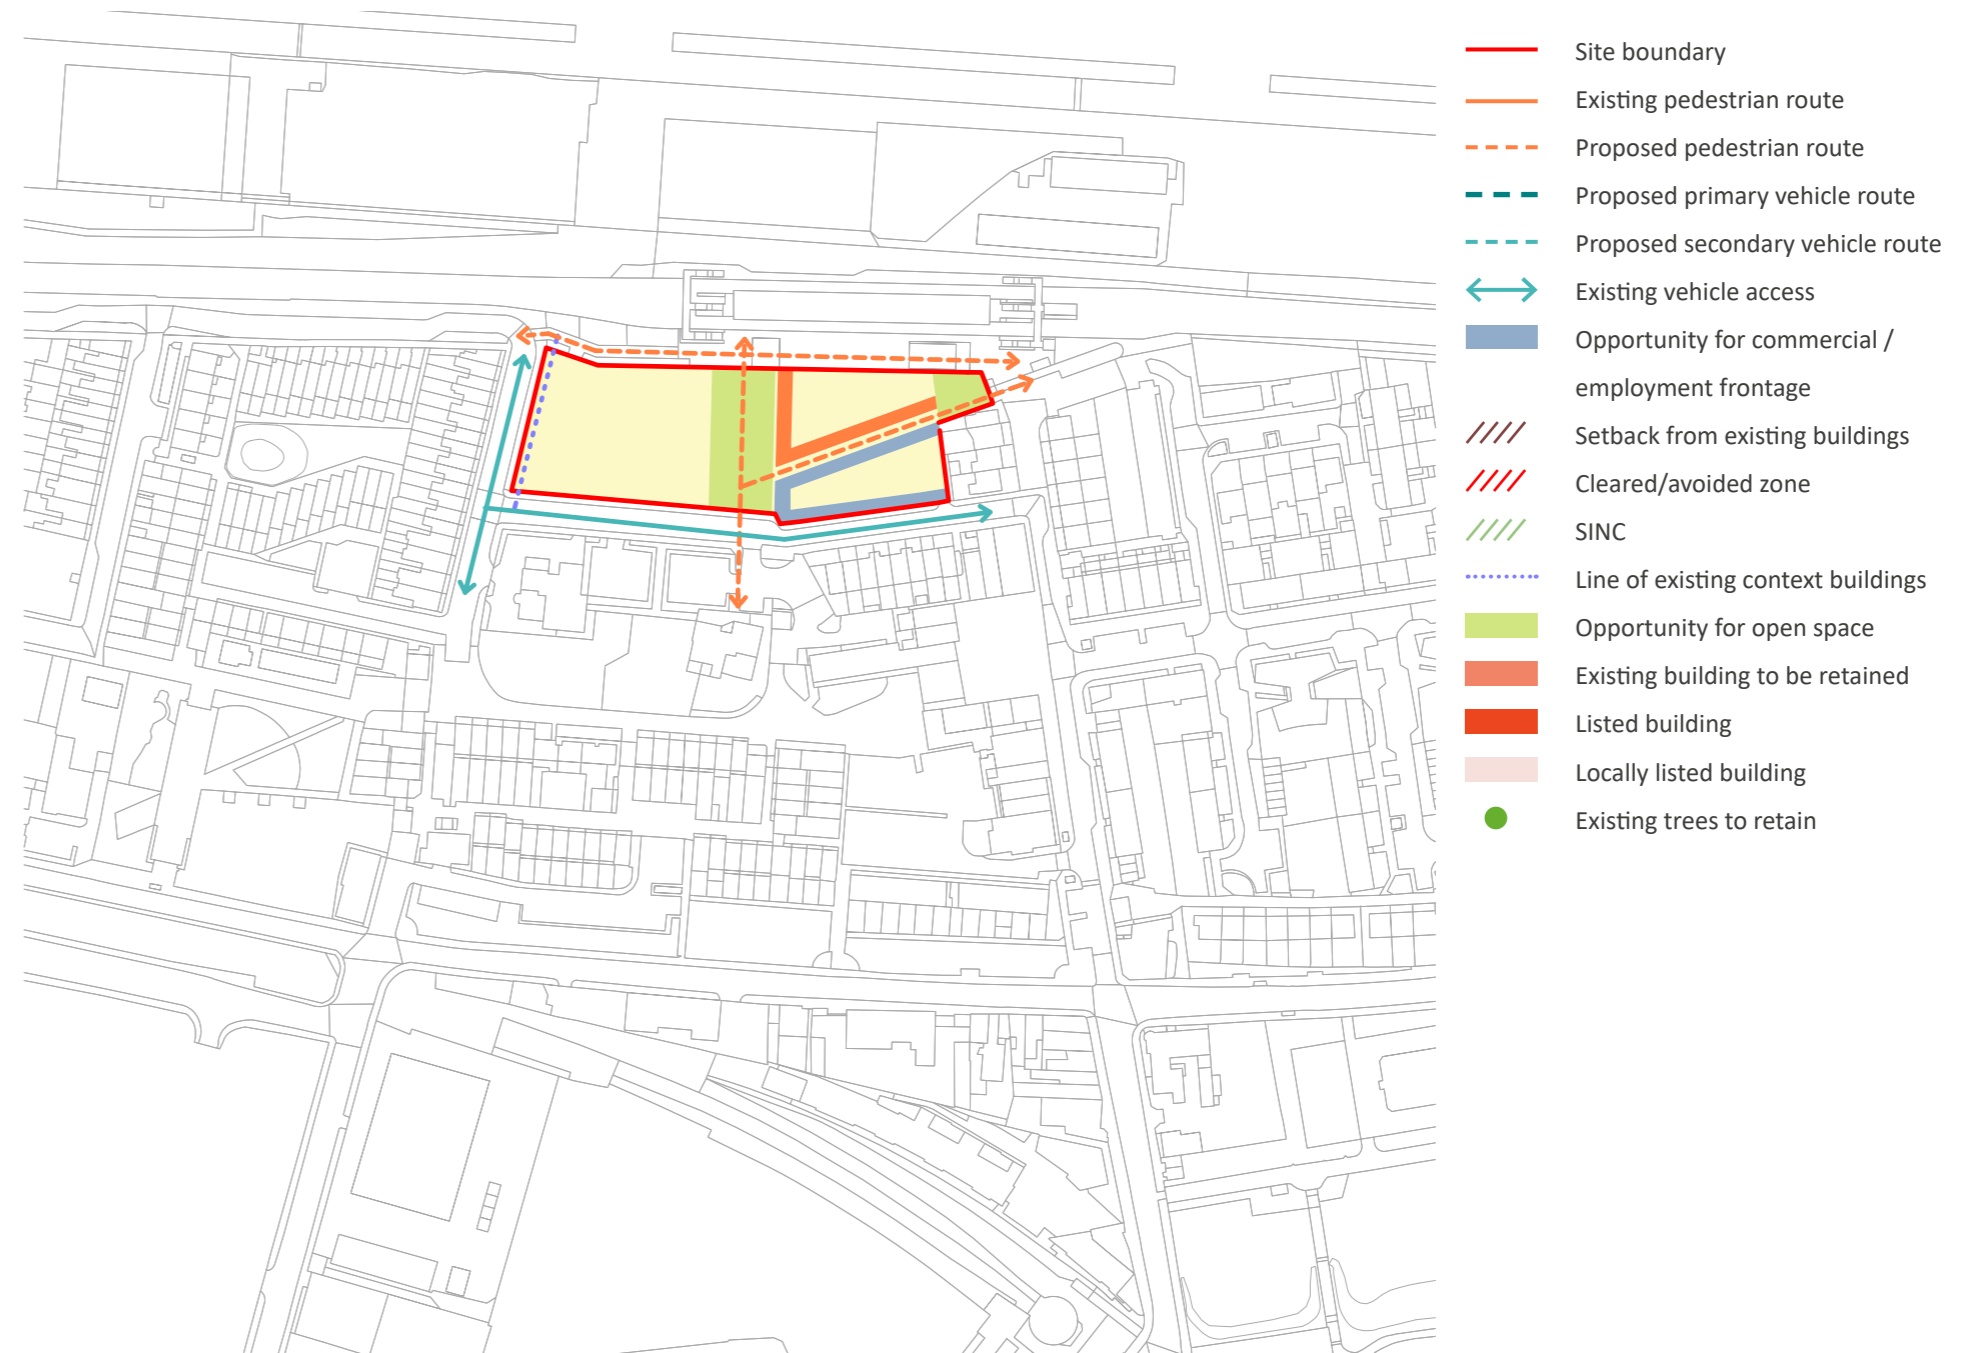 Site boundary
Existing pedestrian route
Proposed pedestrian route
Proposed primary vehicle route
Proposed secondary vehicle route
Existing vehicle access
Opportunity for commercial /
employment frontage
Setback from existing buildings
Cleared/avoided zone
SINC
Line of existing context buildings
Opportunity for open space
Existing building to be retained
Listed building
Locally listed building
Existing trees to retain